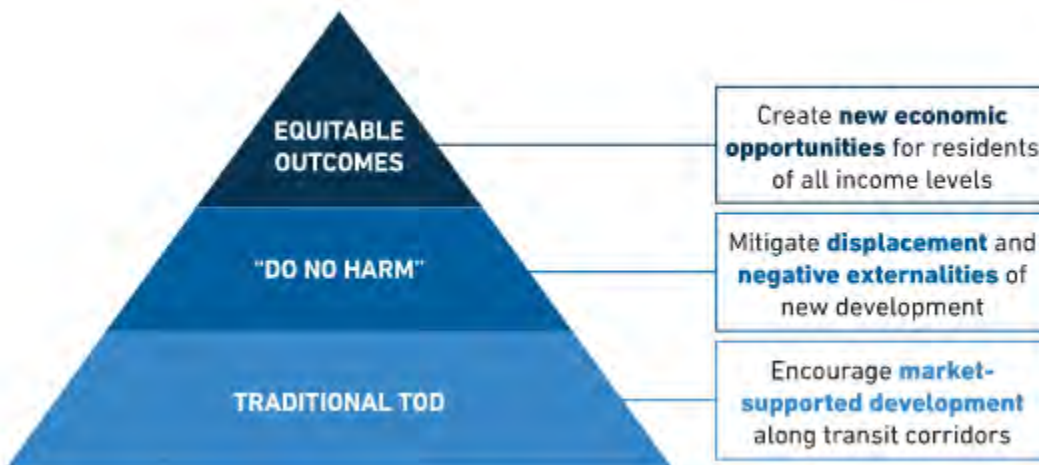 EQUITABLE
OUTCOMES
Create new economic
opportunities for residents
of all income levels
"DO NO HARM"
Mitigate displacement and
negative externalities of
new development
TRADITIONAL TOD
Encourage market-
supported development
along transit corridors